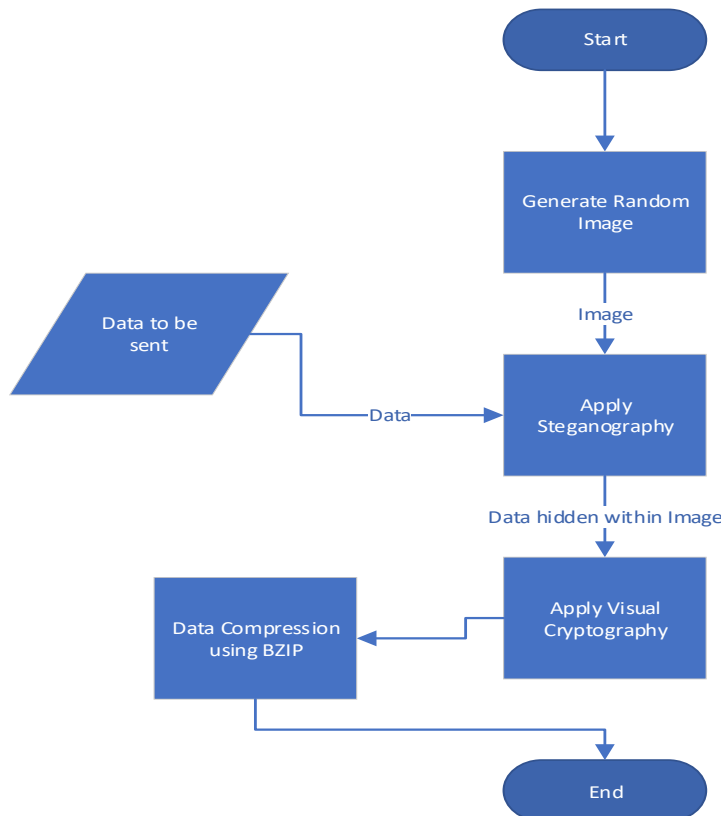 Start
Generate Random
Image
Image
Data to be
sent
Data
Apply
Steganography
Data hidden within Image
Apply Visual
Cryptography
Data Compression
using BZIP
End